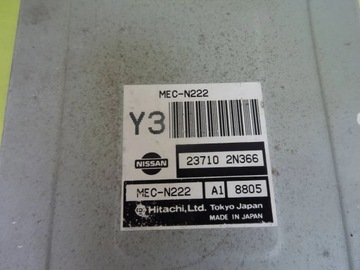 MEC-N222
Y3
NISSAN
23710 2N366
MEC-N222 A1 8805
Hitachi, Ltd. Tokyo Japan
MADE IN JAPAN